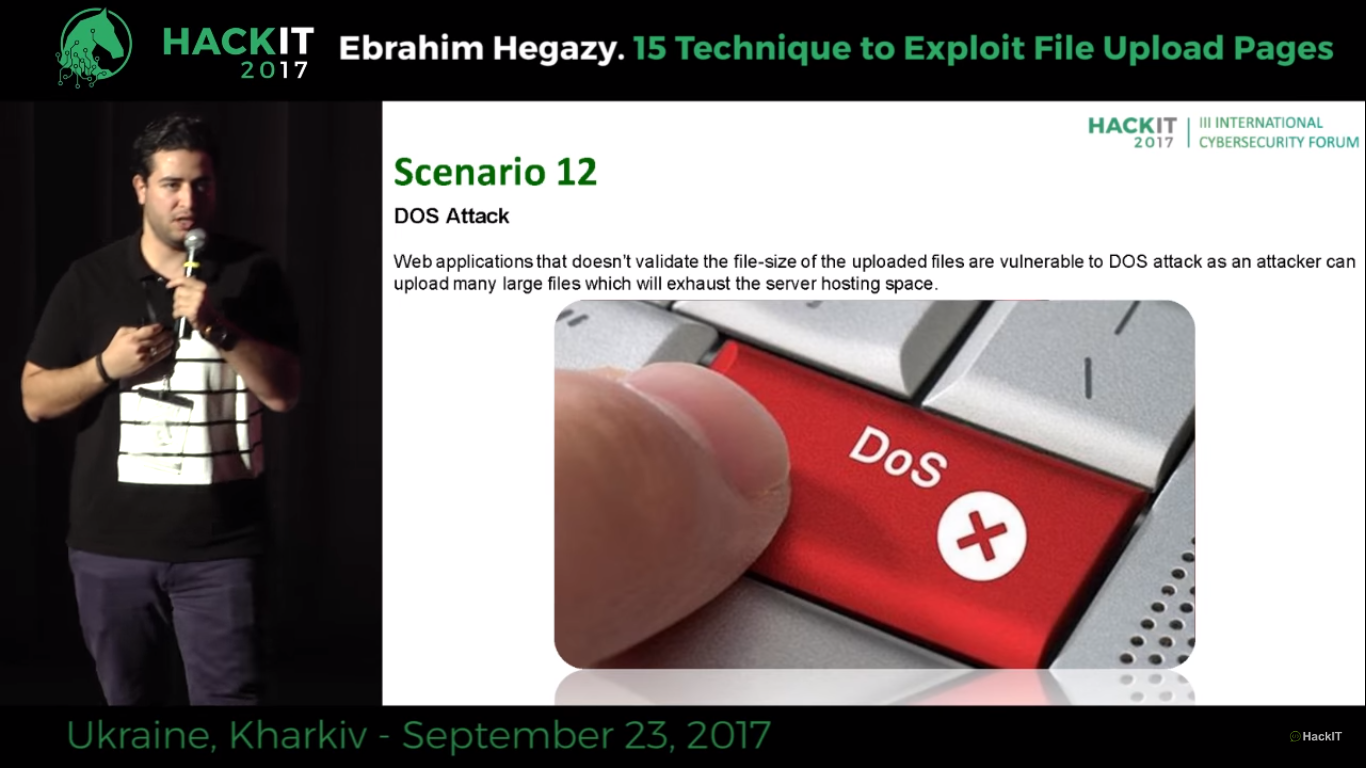 HACKIT
2017
Ebrahim Hegazy. 15 Technique to Exploit File Upload Pages
HACKIT
2017
III INTERNATIONAL
CYBERSECURITY FORUM
Scenario 12
DOS Attack
Web applications that doesn't validate the file-size of the uploaded files are vulnerable to DOS attack as an attacker can
upload many large files which will exhaust the server hosting space.
DoS
Ukraine, Kharkiv - September 23, 2017
HackIT